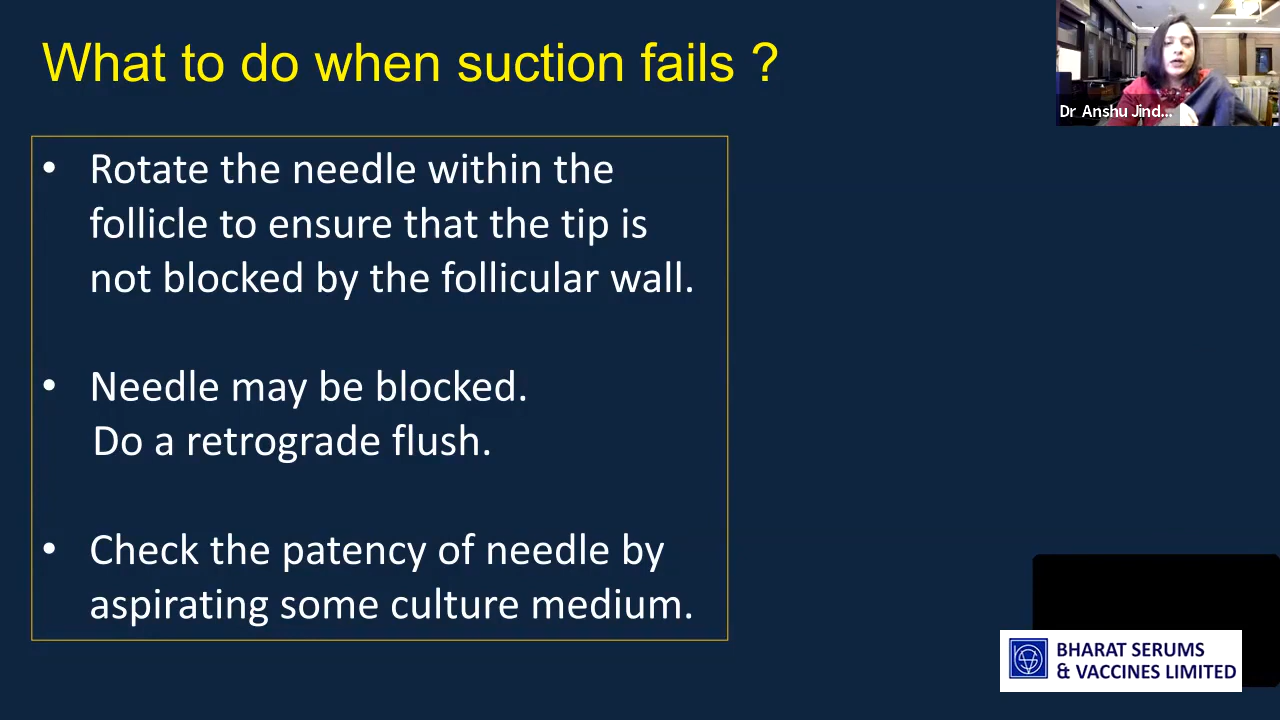 What to do when suction fails ?
Dr Anshu Jind...
• Rotate the needle within the
follicle to ensure that the tip is
not blocked by the follicular wall.
• Needle may be blocked.
Do a retrograde flush.
• Check the patency of needle by
aspirating some culture medium.
BHARAT SERUMS
& VACCINES LIMITED